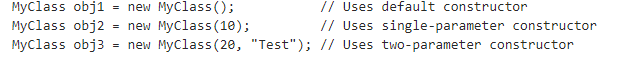 MyClass obj1 = new MyClass();           // Uses default constructor
MyClass obj2 = new MyClass(10);         // Uses single-parameter constructor
MyClass obj3 = new MyClass(20, "Test"); // Uses two-parameter constructor